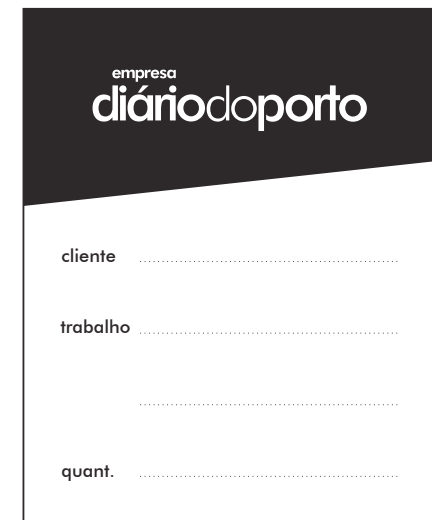 empresa
diáriodoporto
cliente
trabalho
quant.